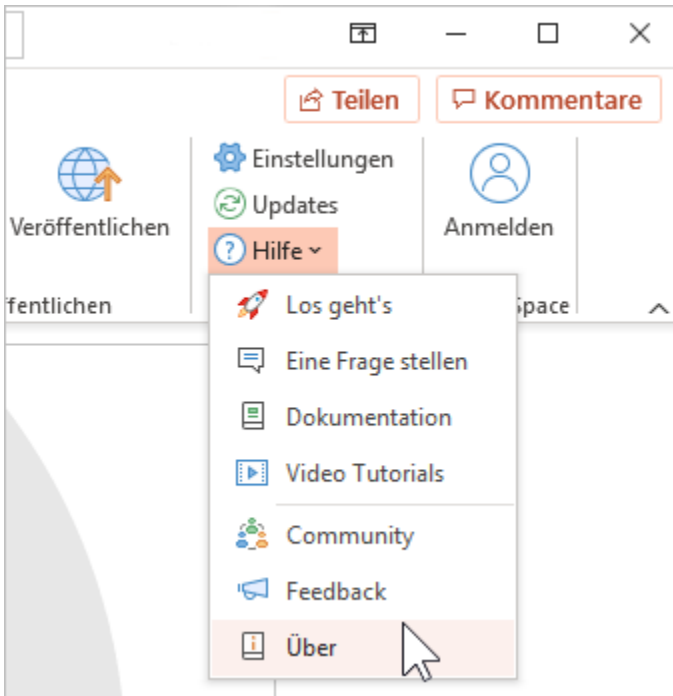 Teilen
Kommentare
Veröffentlichen
Einstellungen
Updates
Hilfe
Anmelden
ffentlichen
Space
Los geht's
Eine Frage stellen
Dokumentation
Video Tutorials
Community
Feedback
Über